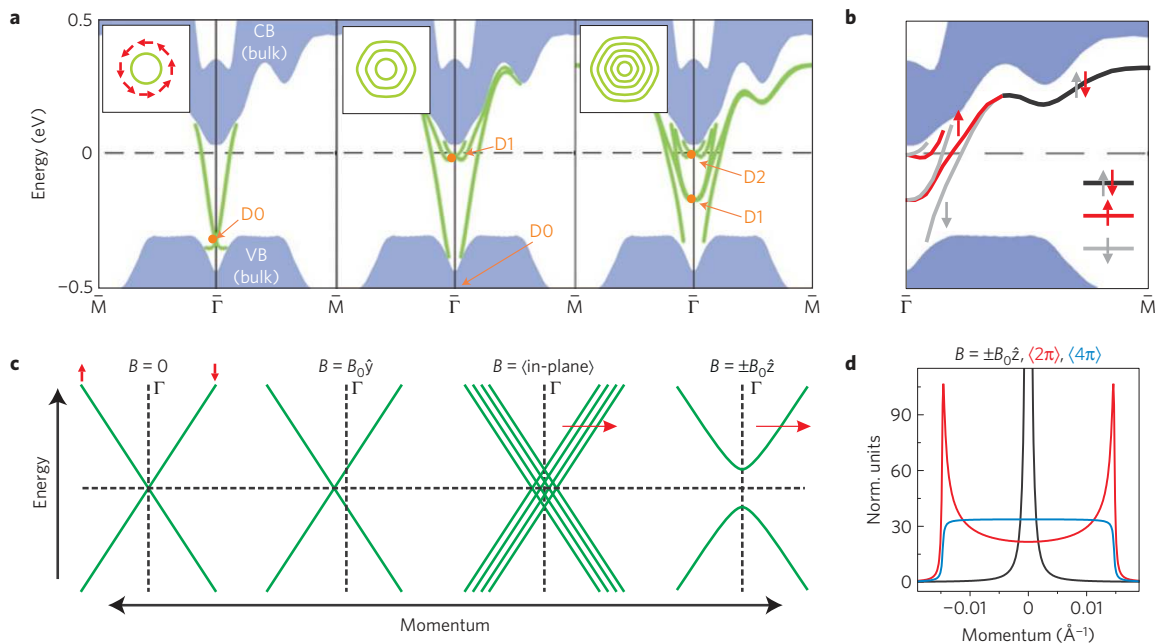 a
0.5
0
−0.5
Energy (eV)
CB
(bulk)
D0
VB
(bulk)
D1
D0
D2
D1
M̄
Γ̄
M̄
Γ̄
M̄
Γ̄
M̄
b
Γ̄
M̄
c
B = 0
B = B₀ŷ
B = ⟨in-plane⟩
B = ±B₀ẑ
Γ
Γ
Γ
Γ
Energy
Momentum
d
B = ±B₀ẑ, ⟨2π⟩, ⟨4π⟩
90
60
30
0
Norm. units
−0.01
0
0.01
Momentum (Å⁻¹)